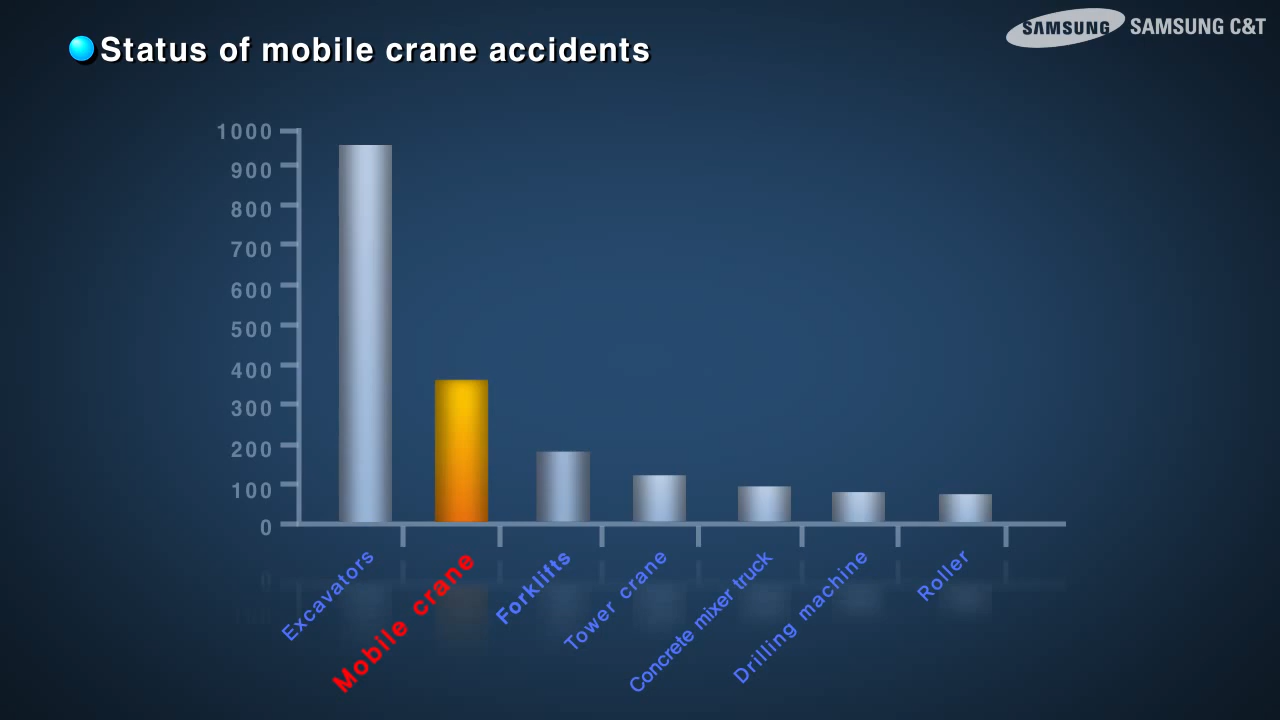 Status of mobile crane accidents
SAMSUNG SAMSUNG C&T
1000
900
800
700
600
500
400
300
200
100
0
Excavators
Mobile crane
Forklifts
Tower crane
Concrete mixer truck
Drilling machine
Roller